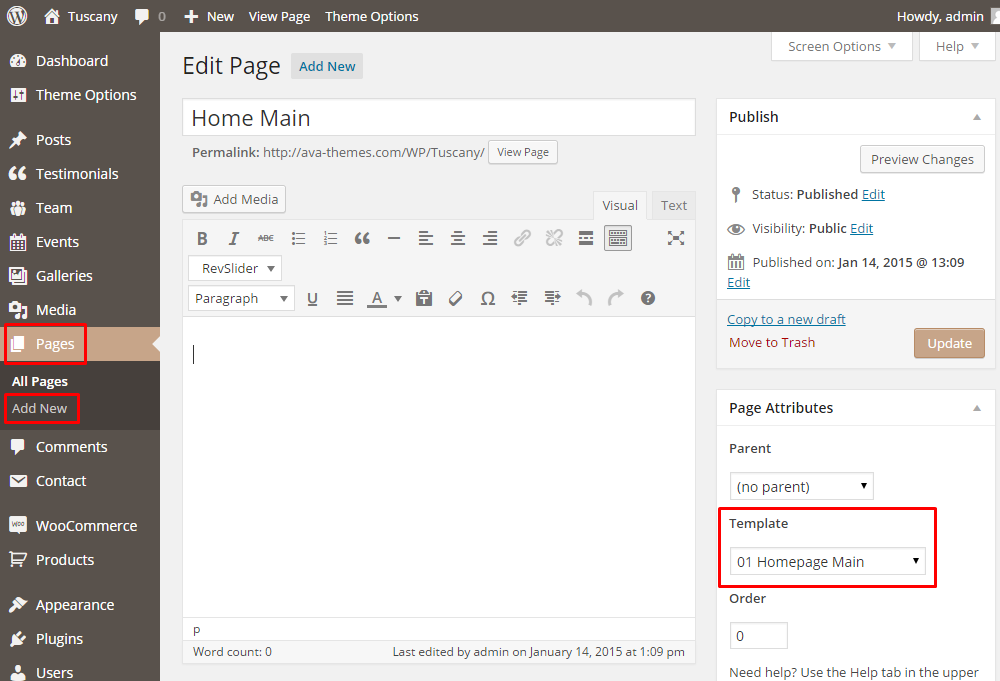 Tuscany 0 New View Page Theme Options Howdy, admin
Screen Options Help
Dashboard
Theme Options
Posts
Testimonials
Team
Events
Galleries
Media
Pages
All Pages
Add New
Comments
Contact
WooCommerce
Products
Appearance
Plugins
Users
Edit Page Add New
Home Main
Permalink: http://ava-themes.com/WP/Tuscany/ View Page
Add Media
Visual Text
B I ABC
RevSlider
Paragraph U A Ω ?
p
Word count: 0 Last edited by admin on January 14, 2015 at 1:09 pm
Publish
Preview Changes
Status: Published Edit
Visibility: Public Edit
Published on: Jan 14, 2015 @ 13:09
Edit
Copy to a new draft
Move to Trash Update
Page Attributes
Parent
(no parent)
Template
01 Homepage Main
Order
0
Need help? Use the Help tab in the upper